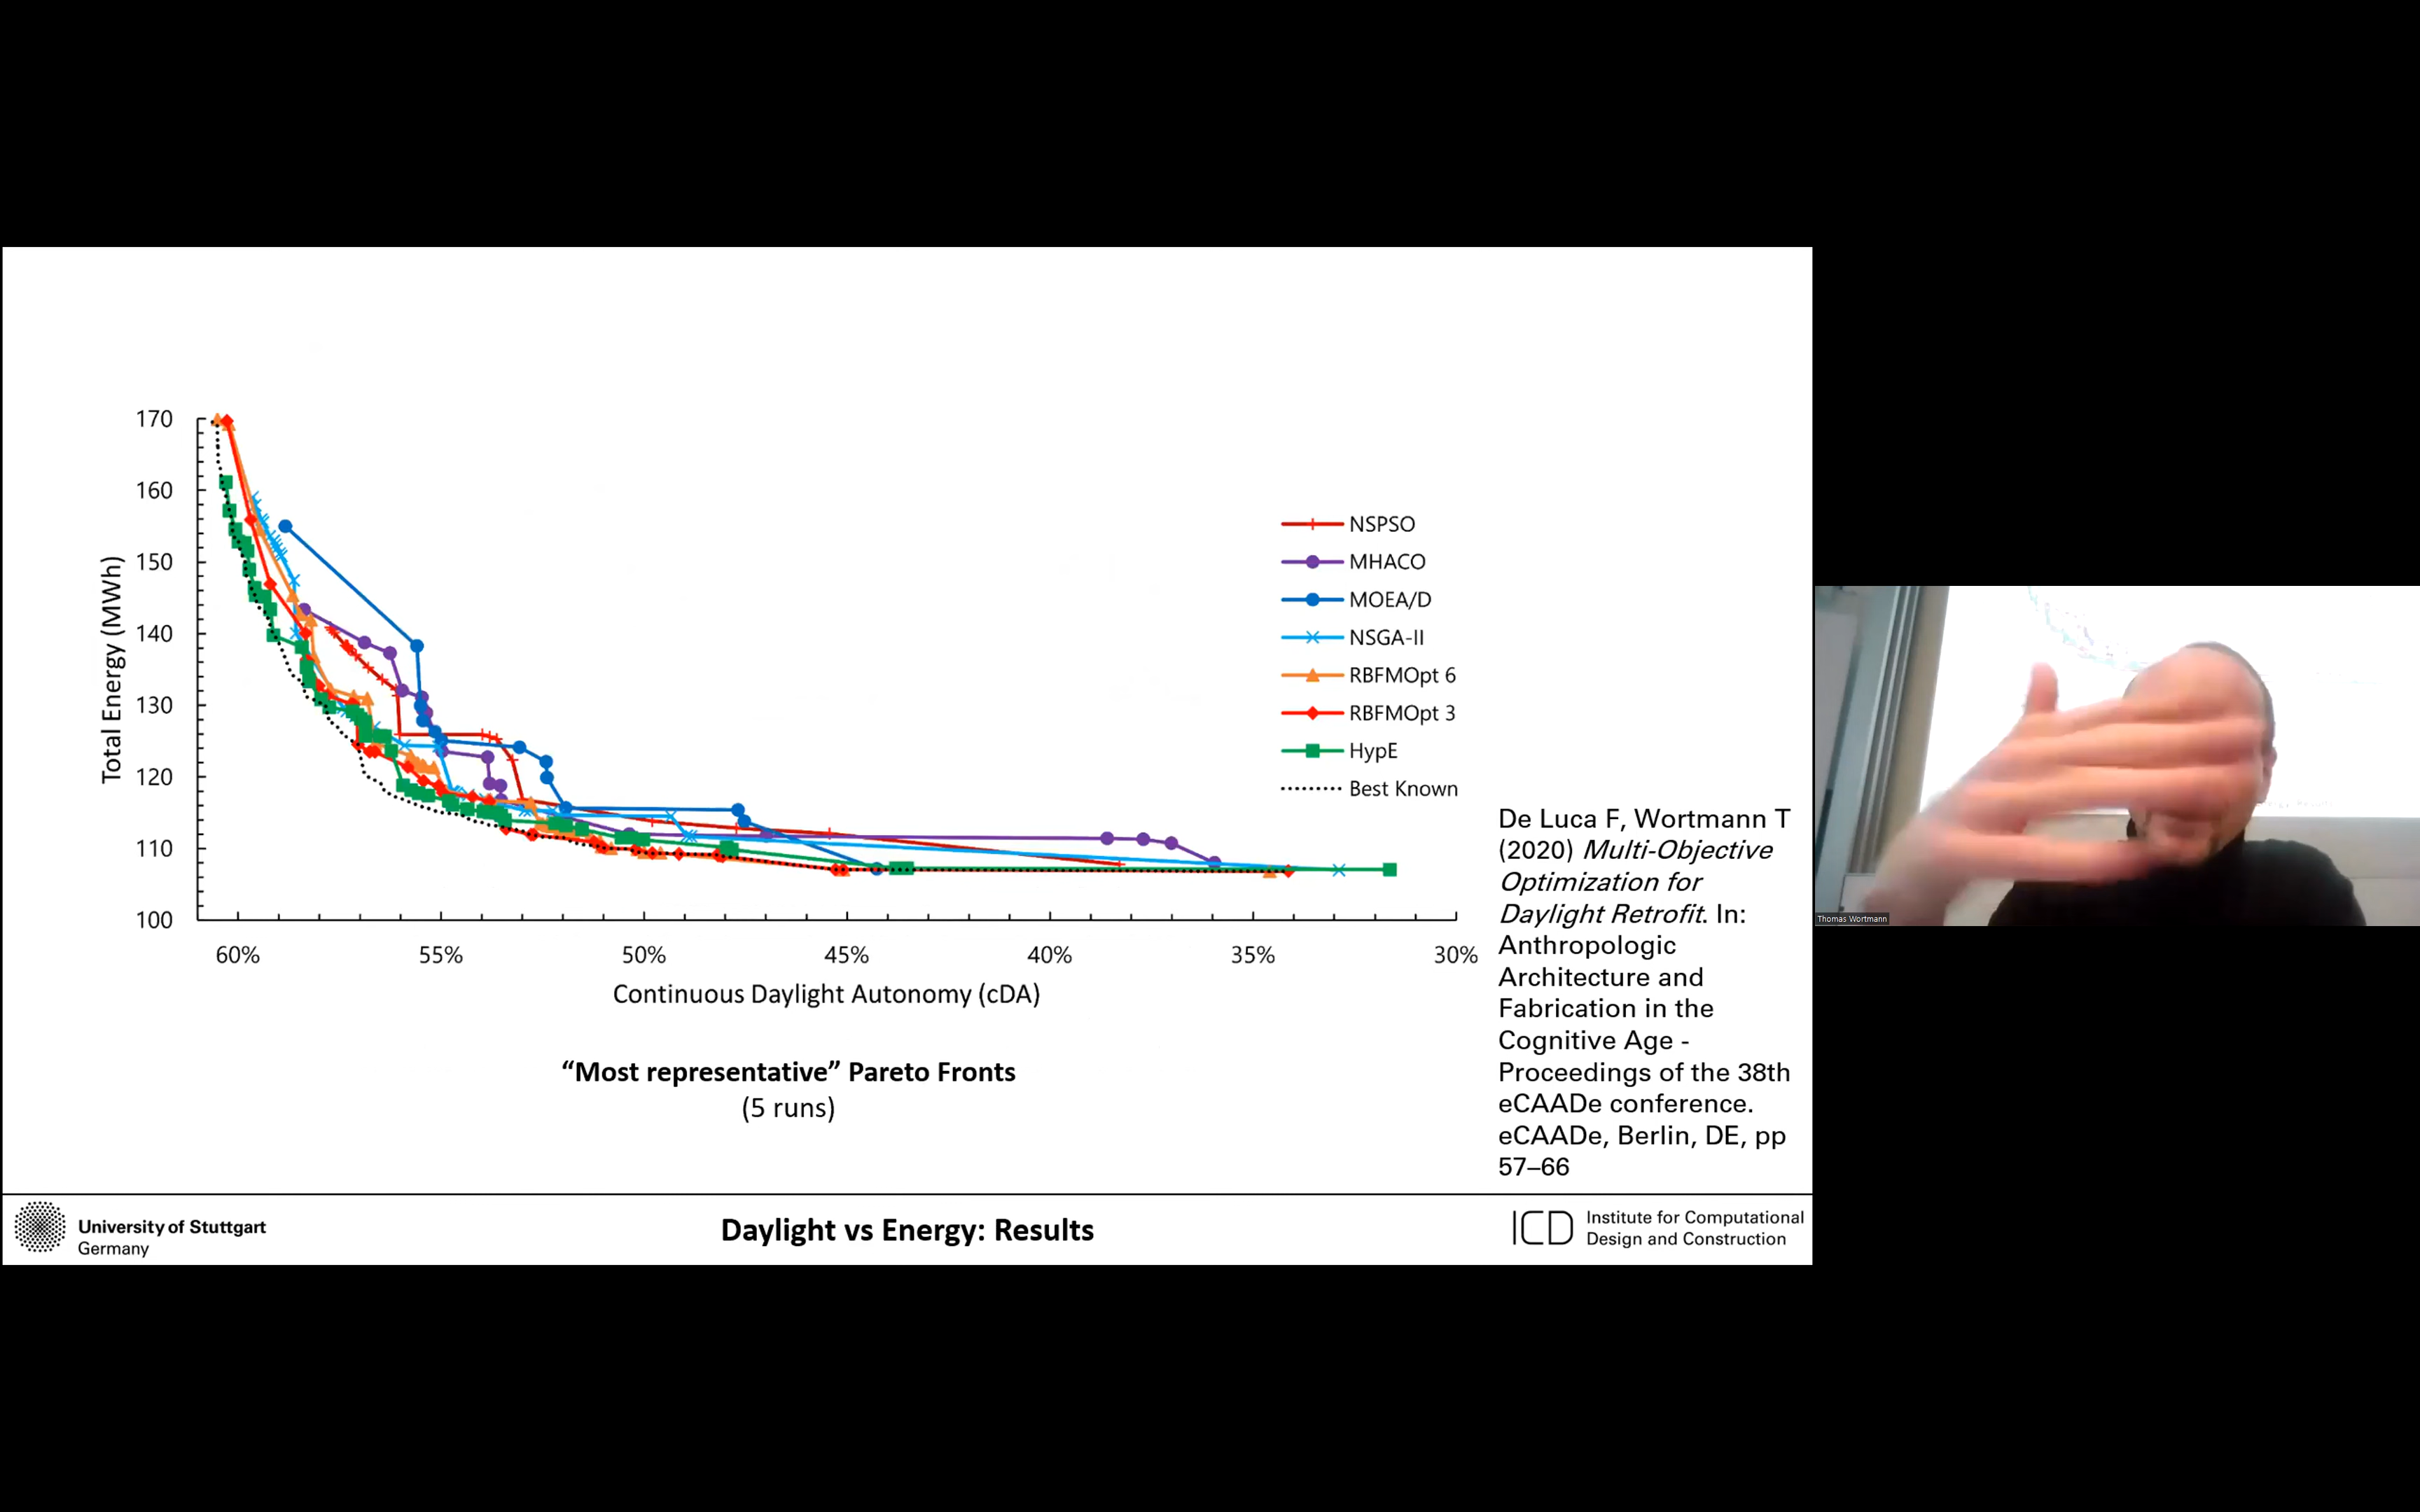 170
160
150
140
130
120
110
100
Total Energy (MWh)
60%
55%
50%
45%
40%
35%
30%
Continuous Daylight Autonomy (cDA)
NSPSO
MHACO
MOEA/D
NSGA-II
RBFMOpt 6
RBFMOpt 3
HypE
Best Known
“Most representative” Pareto Fronts
(5 runs)
De Luca F, Wortmann T
(2020) Multi-Objective
Optimization for
Daylight Retrofit. In:
Anthropologic
Architecture and
Fabrication in the
Cognitive Age -
Proceedings of the 38th
eCAADe conference.
eCAADe, Berlin, DE, pp
57–66
University of Stuttgart
Germany
Daylight vs Energy: Results
ICD
Institute for Computational
Design and Construction
Thomas Wortmann